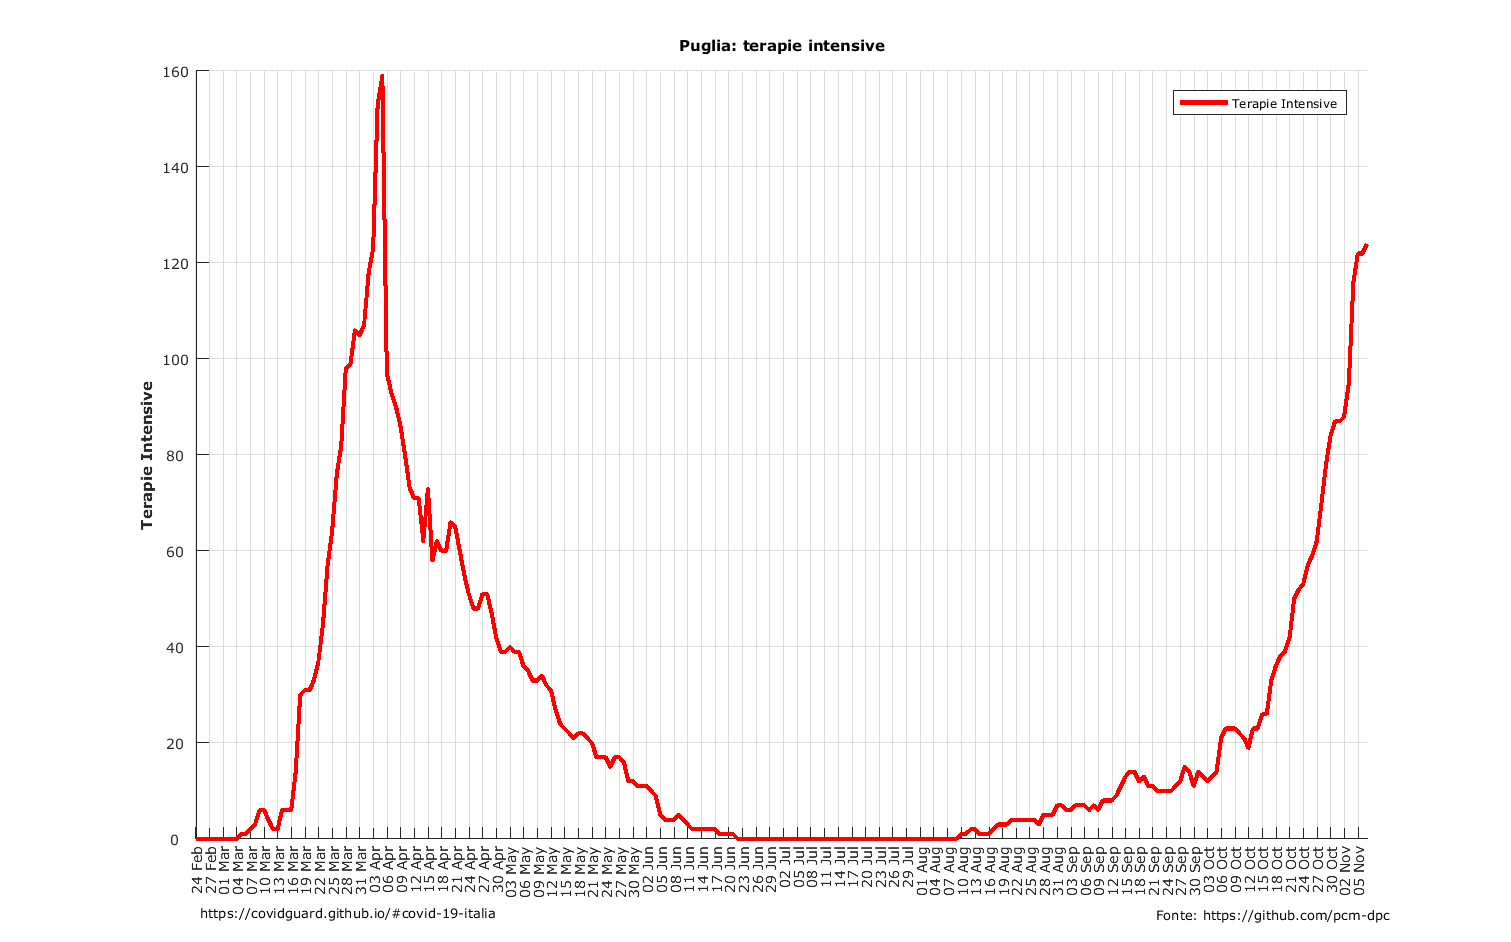 Puglia: terapie intensive
Terapie Intensive
Terapie Intensive
160
140
120
100
80
60
40
20
0
24 Feb
27 Feb
01 Mar
04 Mar
07 Mar
10 Mar
13 Mar
16 Mar
19 Mar
22 Mar
25 Mar
28 Mar
31 Mar
03 Apr
06 Apr
09 Apr
12 Apr
15 Apr
18 Apr
21 Apr
24 Apr
27 Apr
30 Apr
03 May
06 May
09 May
12 May
15 May
18 May
21 May
24 May
27 May
30 May
02 Jun
05 Jun
08 Jun
11 Jun
14 Jun
17 Jun
20 Jun
23 Jun
26 Jun
29 Jun
02 Jul
05 Jul
08 Jul
11 Jul
14 Jul
17 Jul
20 Jul
23 Jul
26 Jul
29 Jul
01 Aug
04 Aug
07 Aug
10 Aug
13 Aug
16 Aug
19 Aug
22 Aug
25 Aug
28 Aug
31 Aug
03 Sep
06 Sep
09 Sep
12 Sep
15 Sep
18 Sep
21 Sep
24 Sep
27 Sep
30 Sep
03 Oct
06 Oct
09 Oct
12 Oct
15 Oct
18 Oct
21 Oct
24 Oct
27 Oct
30 Oct
02 Nov
05 Nov
https://covidguard.github.io/#covid-19-italia
Fonte: https://github.com/pcm-dpc